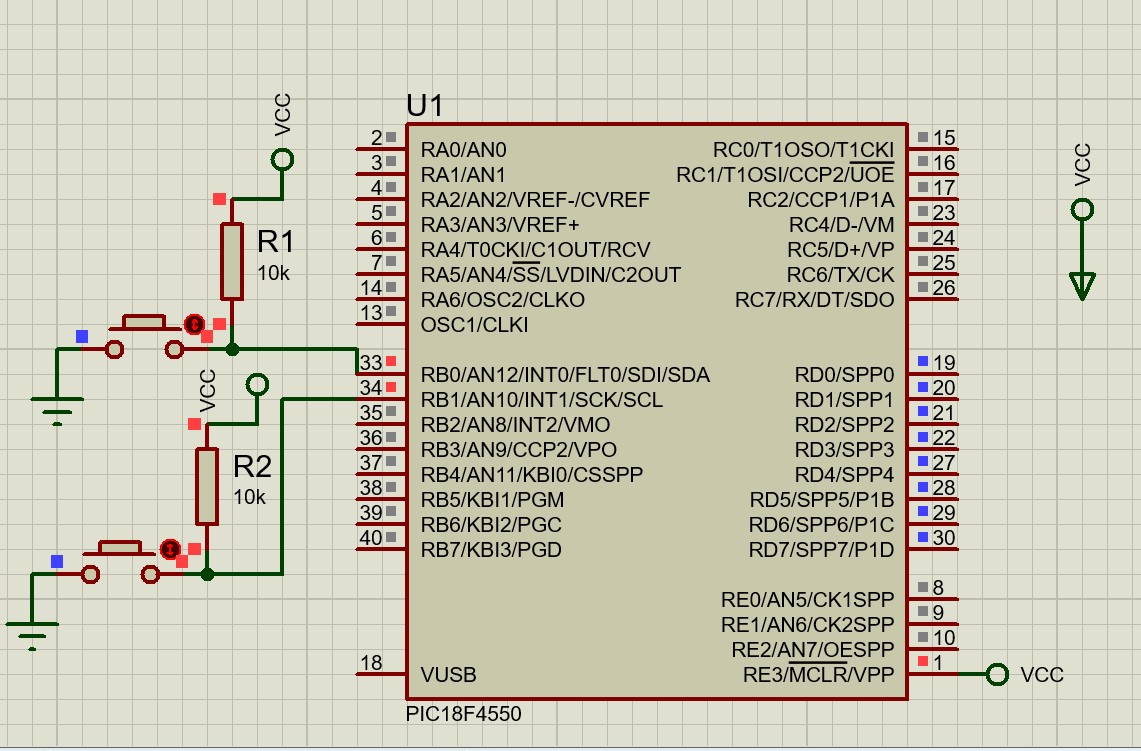 U1
VCC
2
RA0/AN0
RC0/T1OSO/T1CKI
15
3
RA1/AN1
RC1/T1OSI/CCP2/UOE
16
VCC
4
RA2/AN2/VREF-/CVREF
RC2/CCP1/P1A
17
5
RA3/AN3/VREF+
RC4/D-/VM
23
R1
6
RA4/T0CKI/C1OUT/RCV
RC5/D+/VP
24
10k
7
RA5/AN4/SS/LVDIN/C2OUT
RC6/TX/CK
25
14
RA6/OSC2/CLKO
RC7/RX/DT/SDO
26
13
OSC1/CLKI
33
RB0/AN12/INT0/FLT0/SDI/SDA
RD0/SPP0
19
VCC
34
RB1/AN10/INT1/SCK/SCL
RD1/SPP1
20
35
RB2/AN8/INT2/VMO
RD2/SPP2
21
36
RB3/AN9/CCP2/VPO
RD3/SPP3
22
R2
37
RB4/AN11/KBI0/CSSPP
RD4/SPP4
27
10k
38
RB5/KBI1/PGM
RD5/SPP5/P1B
28
39
RB6/KBI2/PGC
RD6/SPP6/P1C
29
40
RB7/KBI3/PGD
RD7/SPP7/P1D
30
RE0/AN5/CK1SPP
8
RE1/AN6/CK2SPP
9
RE2/AN7/OESPP
10
18
VUSB
RE3/MCLR/VPP
1
VCC
PIC18F4550